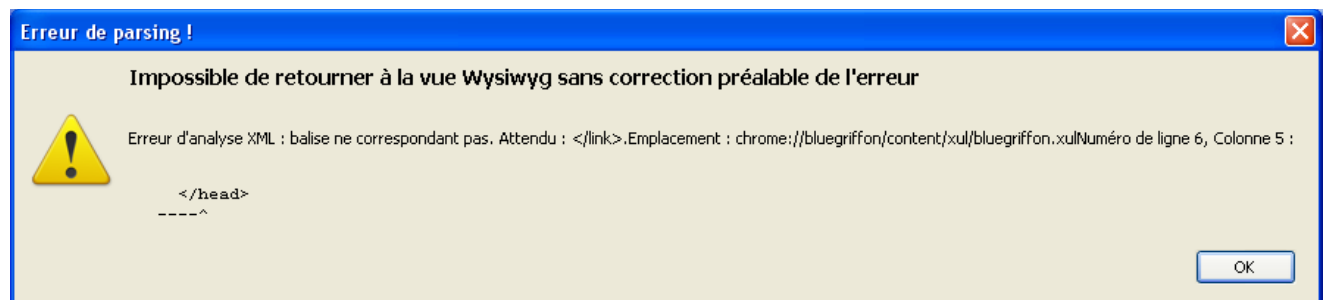 Erreur de parsing !
Impossible de retourner à la vue Wysiwyg sans correction préalable de l'erreur
Erreur d'analyse XML : balise ne correspondant pas. Attendu : </link>.Emplacement : chrome://bluegriffon/content/xul/bluegriffon.xulNuméro de ligne 6, Colonne 5 :
</head>
----^
OK